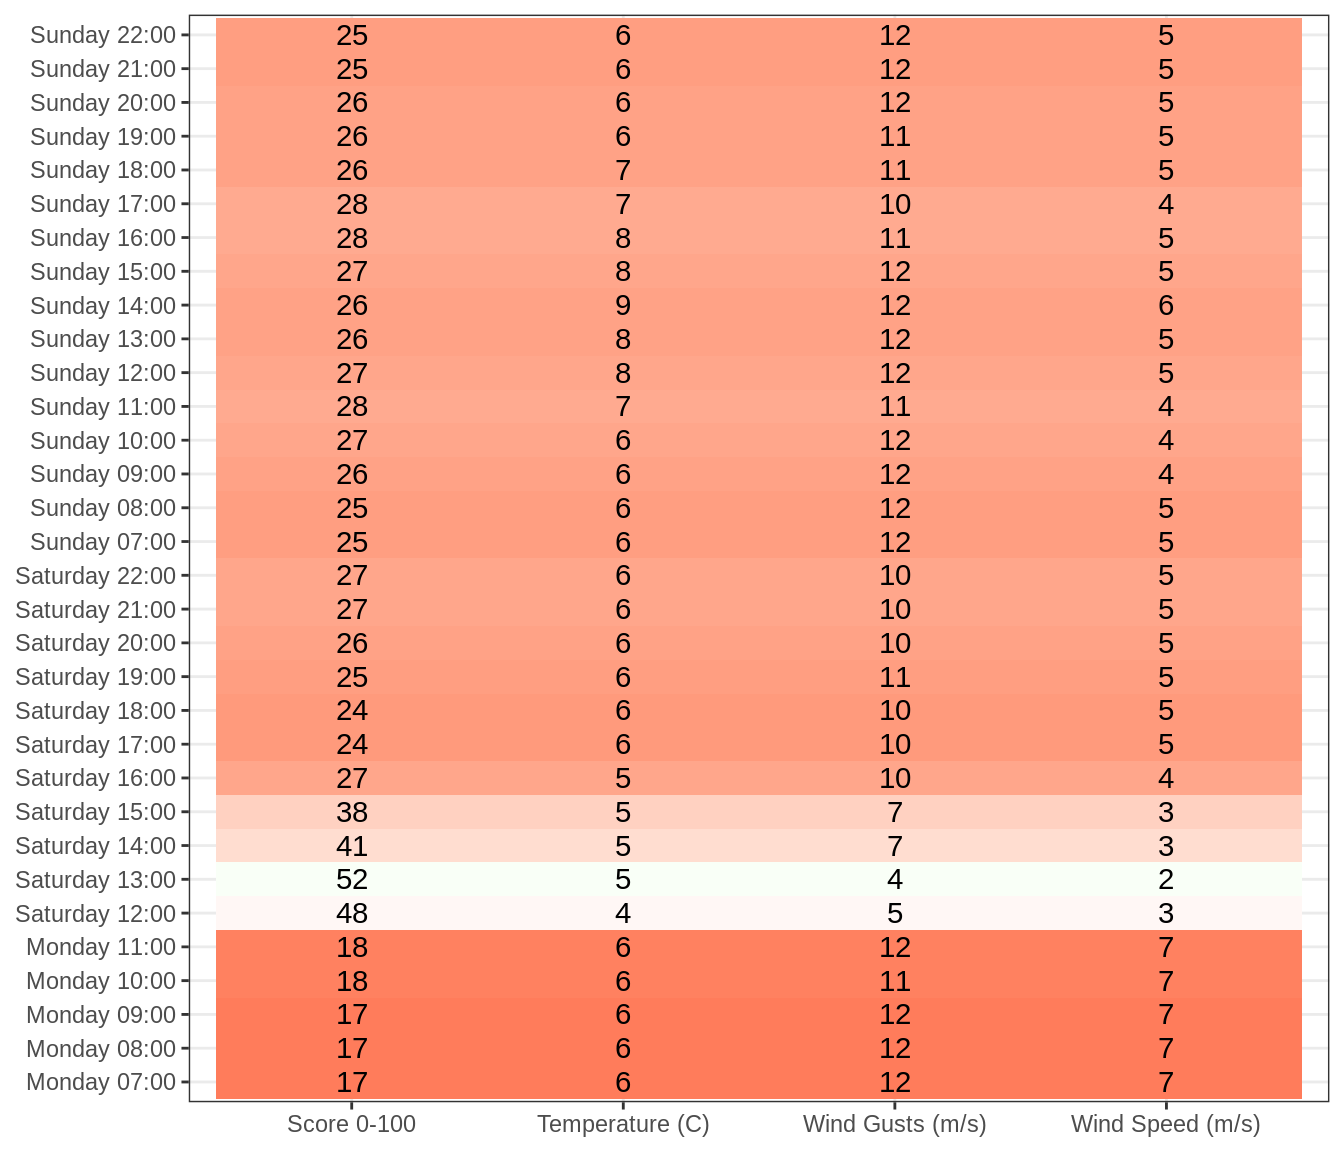 Sunday 22:00 25 6 12 5
Sunday 21:00 25 6 12 5
Sunday 20:00 26 6 12 5
Sunday 19:00 26 6 11 5
Sunday 18:00 26 7 11 5
Sunday 17:00 28 7 10 4
Sunday 16:00 28 8 11 5
Sunday 15:00 27 8 12 5
Sunday 14:00 26 9 12 6
Sunday 13:00 26 8 12 5
Sunday 12:00 27 8 12 5
Sunday 11:00 28 7 11 4
Sunday 10:00 27 6 12 4
Sunday 09:00 26 6 12 4
Sunday 08:00 25 6 12 5
Sunday 07:00 25 6 12 5
Saturday 22:00 27 6 10 5
Saturday 21:00 27 6 10 5
Saturday 20:00 26 6 10 5
Saturday 19:00 25 6 11 5
Saturday 18:00 24 6 10 5
Saturday 17:00 24 6 10 5
Saturday 16:00 27 5 10 4
Saturday 15:00 38 5 7 3
Saturday 14:00 41 5 7 3
Saturday 13:00 52 5 4 2
Saturday 12:00 48 4 5 3
Monday 11:00 18 6 12 7
Monday 10:00 18 6 11 7
Monday 09:00 17 6 12 7
Monday 08:00 17 6 12 7
Monday 07:00 17 6 12 7
Score 0-100 Temperature (C) Wind Gusts (m/s) Wind Speed (m/s)